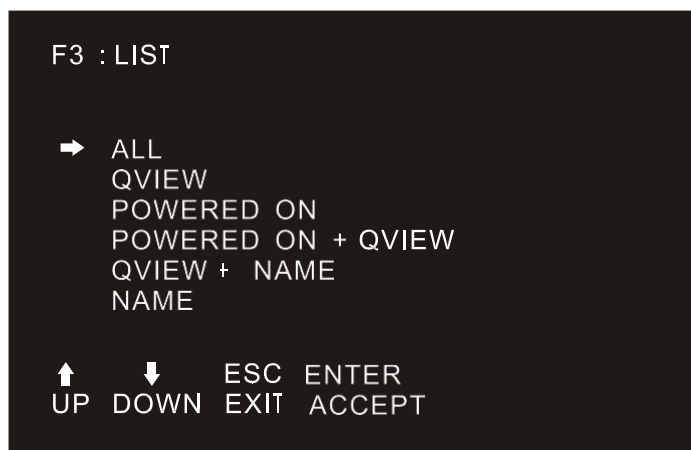 F3 : LIST
ALL
QVIEW
POWERED ON
POWERED ON + QVIEW
QVIEW + NAME
NAME
ESC ENTER
UP DOWN EXIT ACCEPT